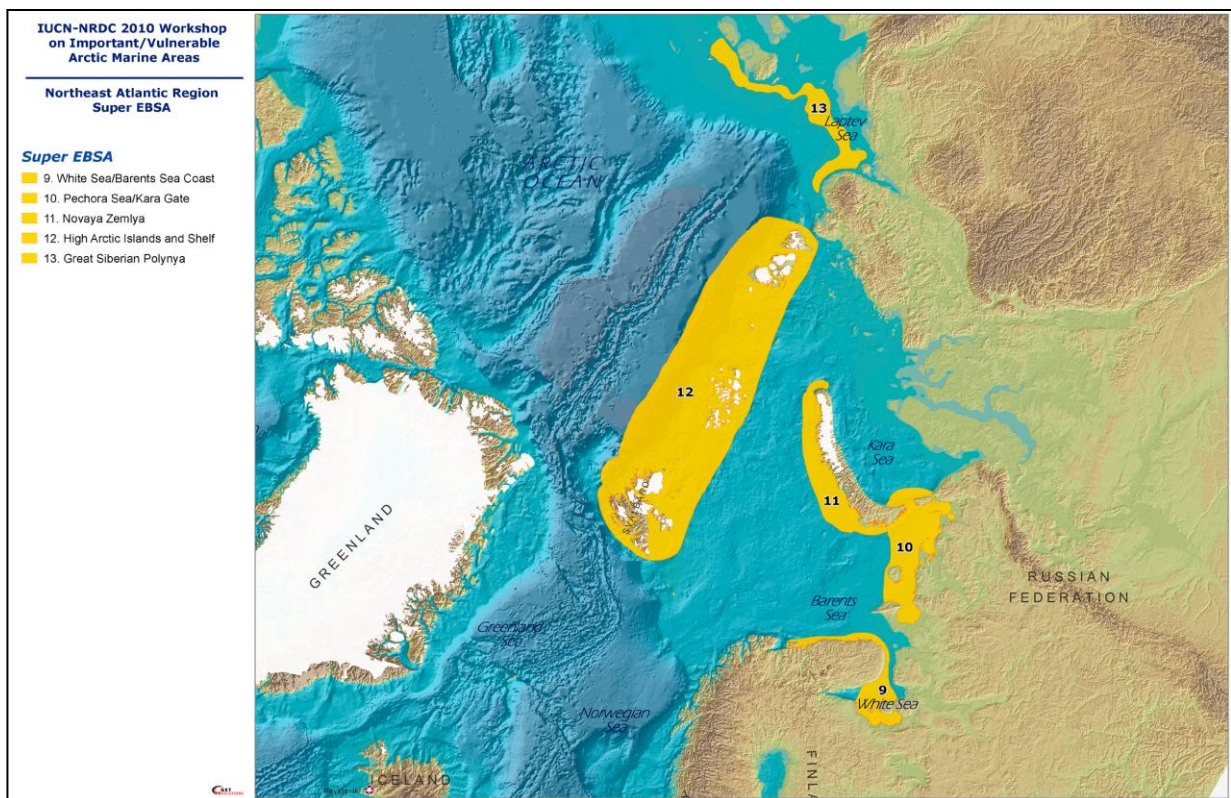 IUCN-NRDC 2010 Workshop
on Important/Vulnerable
Arctic Marine Areas
Northeast Atlantic Region
Super EBSA
Super EBSA
9. White Sea/Barents Sea Coast
10. Pechora Sea/Kara Gate
11. Novaya Zemlya
12. High Arctic Islands and Shelf
13. Great Siberian Polynya
13
Laptev
Sea
ARCTIC
OCEAN
12
Kara
Sea
11
10
GREENLAND
RUSSIAN
FEDERATION
Barents
Sea
Greenland
Sea
9
White Sea
Norwegian
Sea
ICELAND